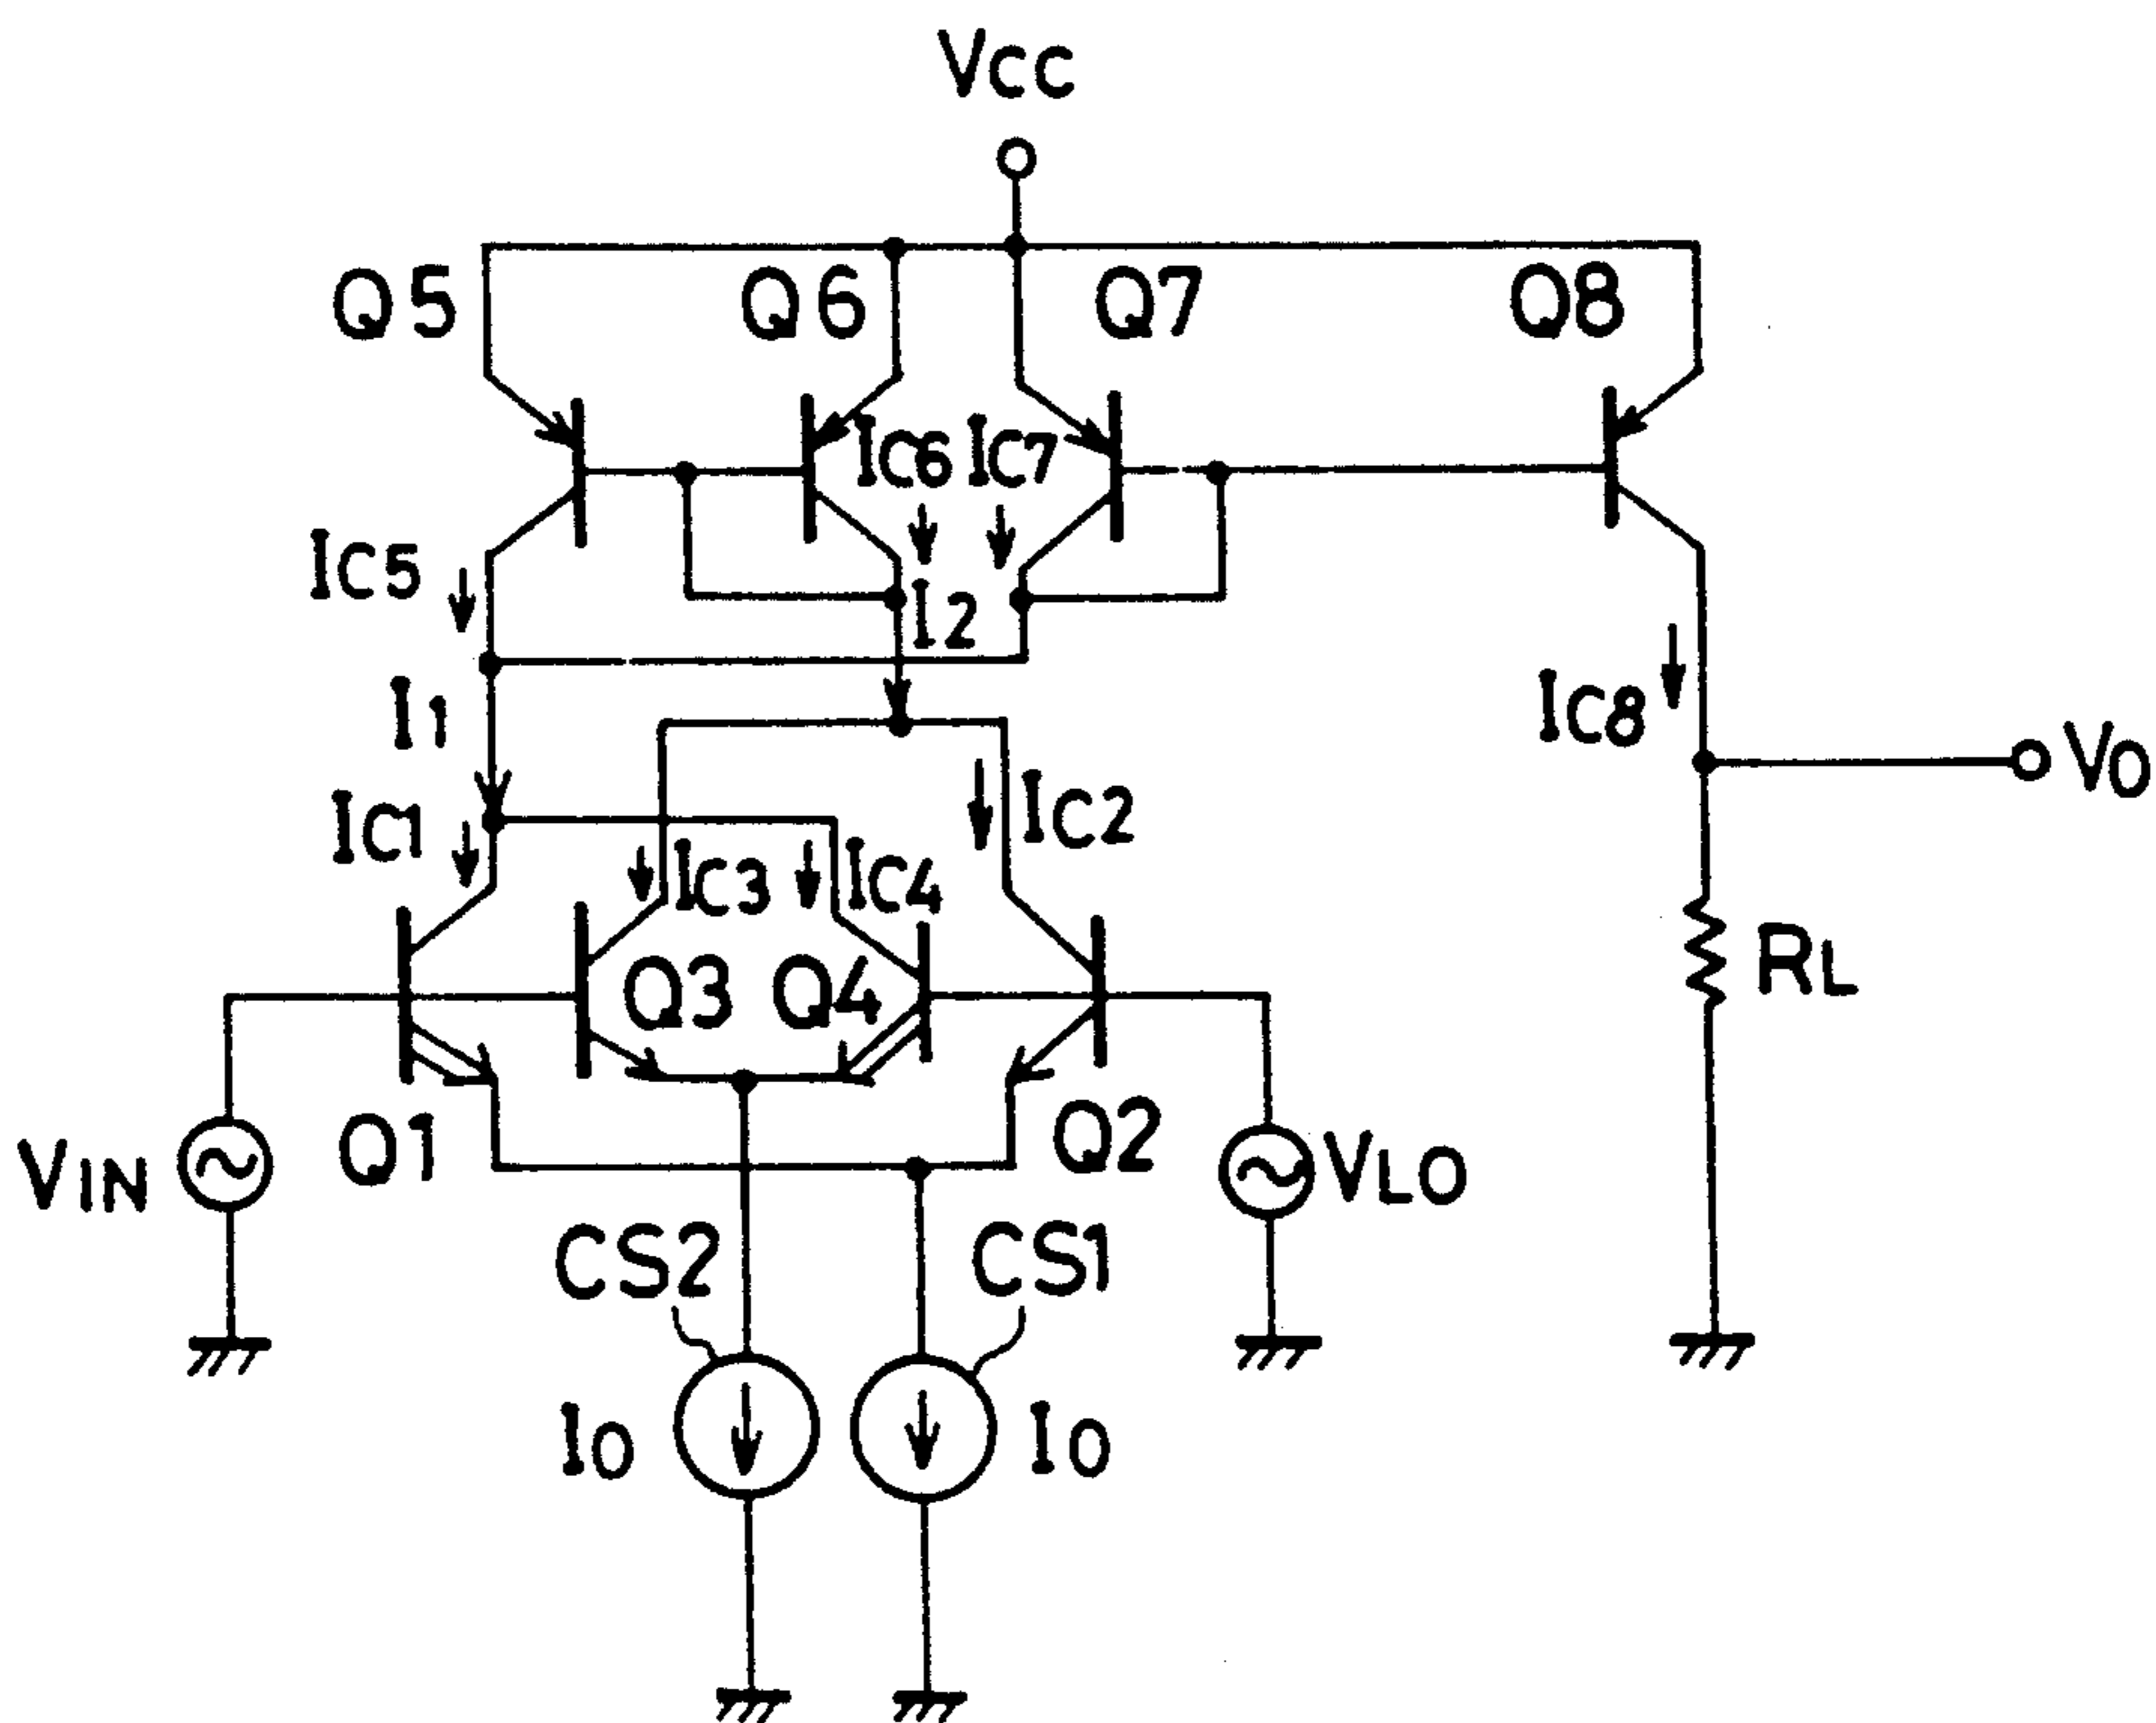 VCC
Q5
Q6
Q7
Q8
IC6
IC7
IC5
I2
I1
IC8
VO
IC1
IC2
IC3
IC4
RL
Q3
Q4
Q1
Q2
VIN
VLO
CS2
CS1
IO
IO